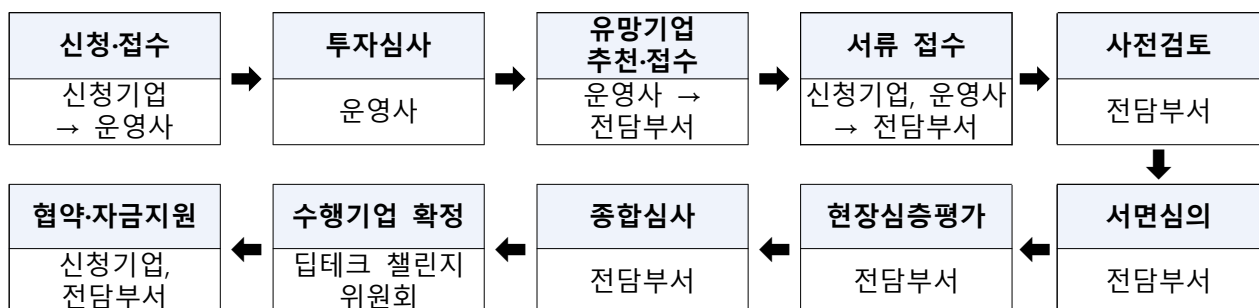 신청·접수
신청기업
→ 운영사
투자심사
운영사
유망기업
추천·접수
운영사 →
전담부서
서류 접수
신청기업, 운영사
→ 전담부서
사전검토
전담부서
서면심의
전담부서
현장심층평가
전담부서
종합심사
전담부서
수행기업 확정
딥테크 챌린지
위원회
협약·자금지원
신청기업,
전담부서